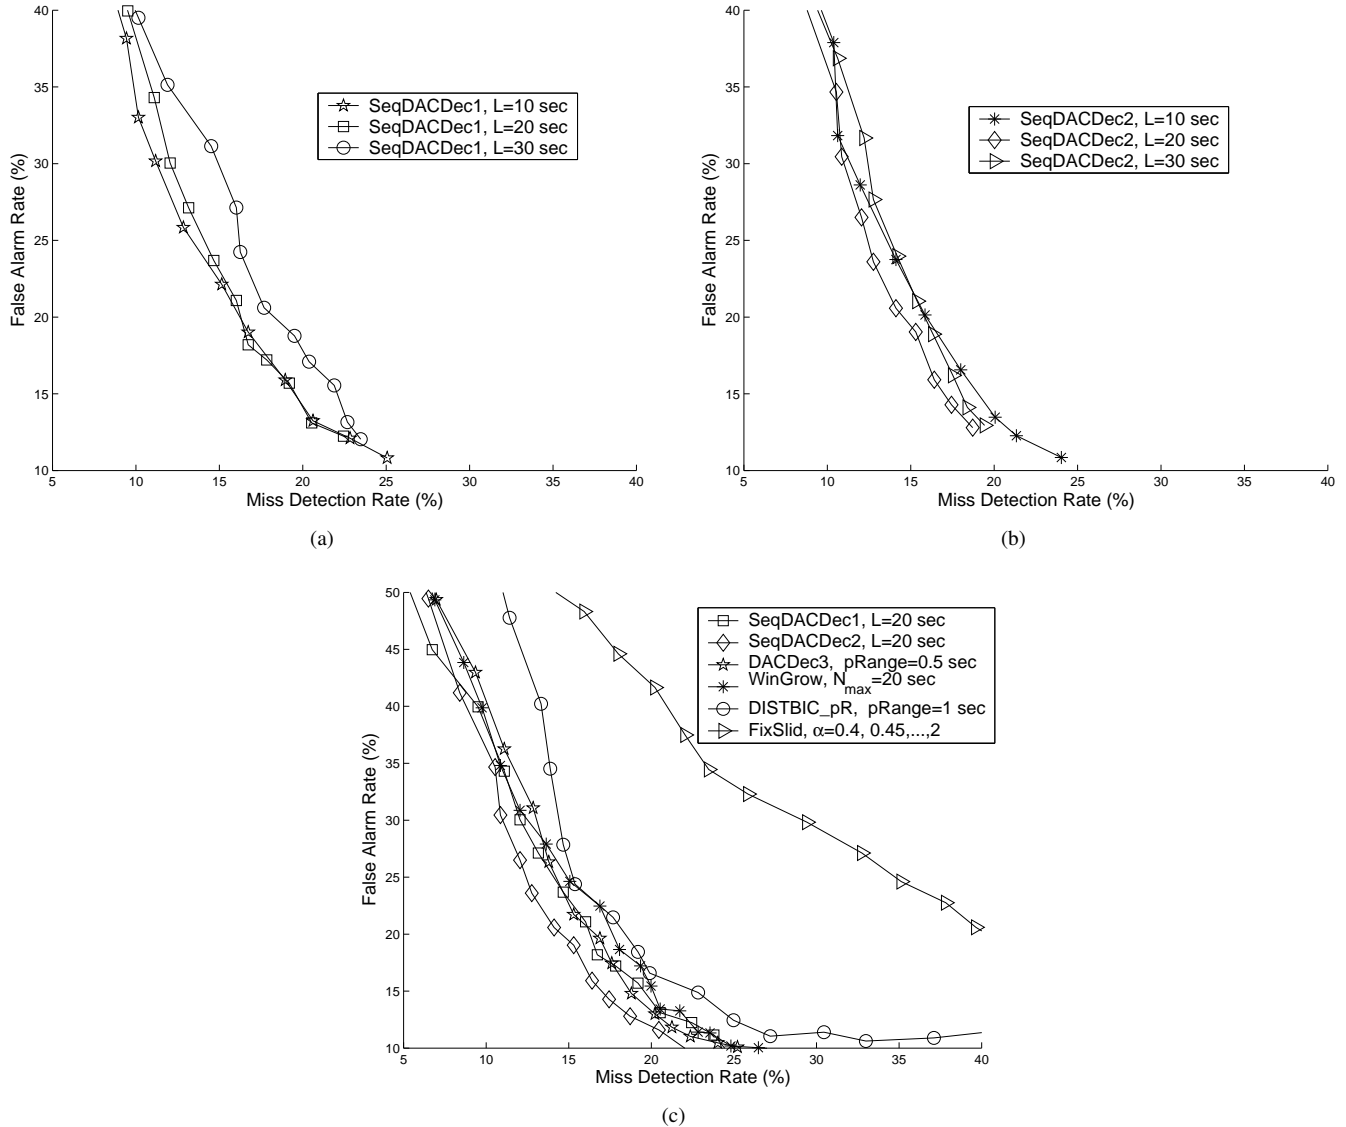 40
35
30
25
20
15
10
5
10
15
20
25
30
35
40
False Alarm Rate (%)
Miss Detection Rate (%)
SeqDACDec1, L=10 sec
SeqDACDec1, L=20 sec
SeqDACDec1, L=30 sec
(a)
40
35
30
25
20
15
10
5
10
15
20
25
30
35
40
False Alarm Rate (%)
Miss Detection Rate (%)
SeqDACDec2, L=10 sec
SeqDACDec2, L=20 sec
SeqDACDec2, L=30 sec
(b)
50
45
40
35
30
25
20
15
10
5
10
15
20
25
30
35
40
False Alarm Rate (%)
Miss Detection Rate (%)
SeqDACDec1, L=20 sec
SeqDACDec2, L=20 sec
DACDec3, pRange=0.5 sec
WinGrow, N_max=20 sec
DISTBIC_pR, pRange=1 sec
FixSlid, α=0.4, 0.45,...,2
(c)